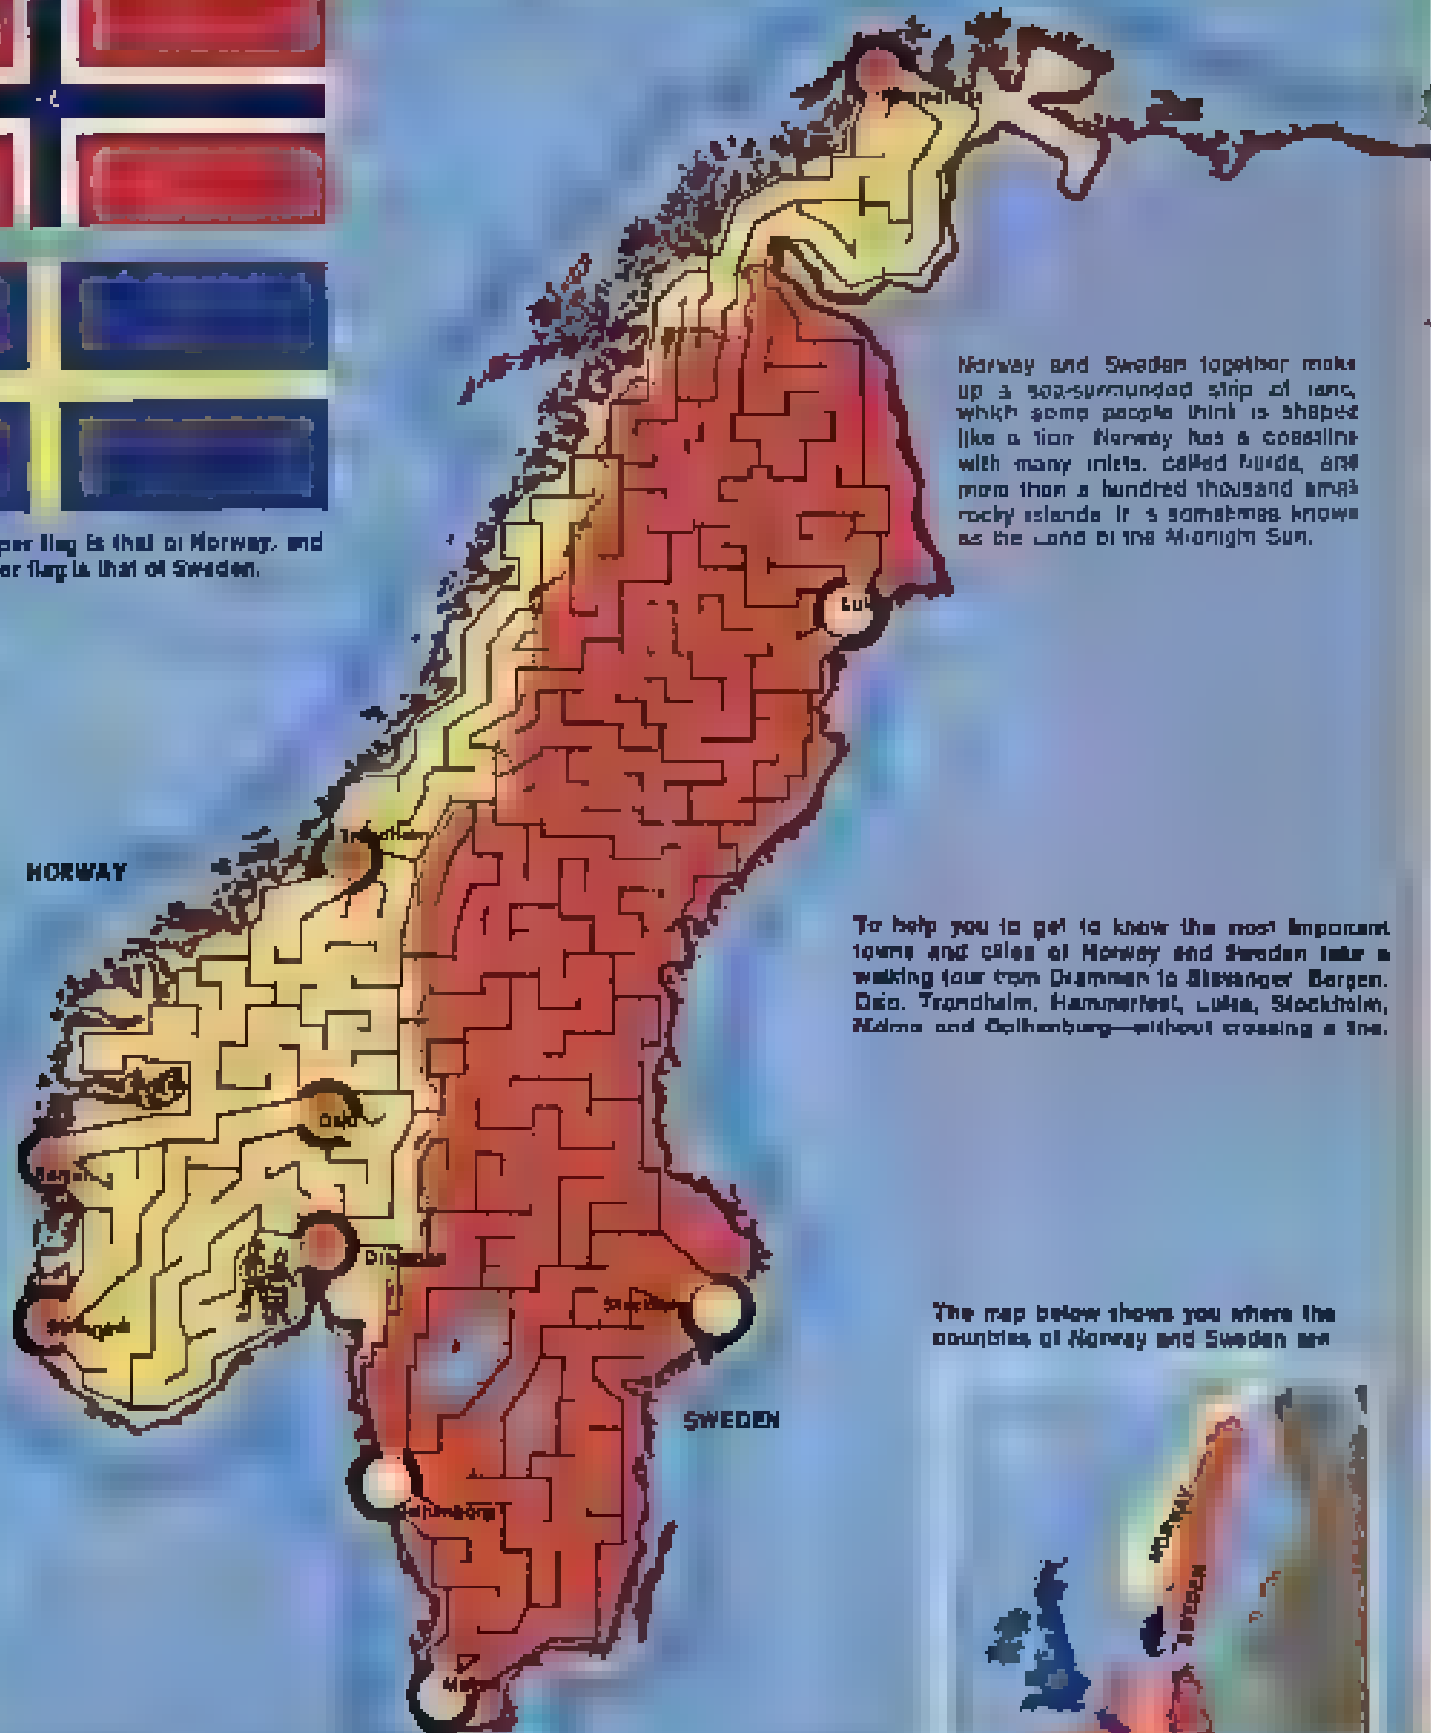 per flag is that of Norway, and
er flag is that of Sweden.
Norway and Sweden together make
up a sea-surrounded strip of land,
which some people think is shaped
like a lion. Norway has a coastline
with many inlets, called fjords, and
more than a hundred thousand small
rocky islands. It is sometimes known
as the Land of the Midnight Sun.
NORWAY
To help you to get to know the most important
towns and cities of Norway and Sweden take a
walking tour from Drammen to Stavanger, Bergen,
Oslo, Trondheim, Hammerfest, Lulea, Stockholm,
Malmo and Gothenburg—without crossing a line.
Oslo
The map below shows you where the
countries of Norway and Sweden are
SWEDEN
NORWAY
SWEDEN